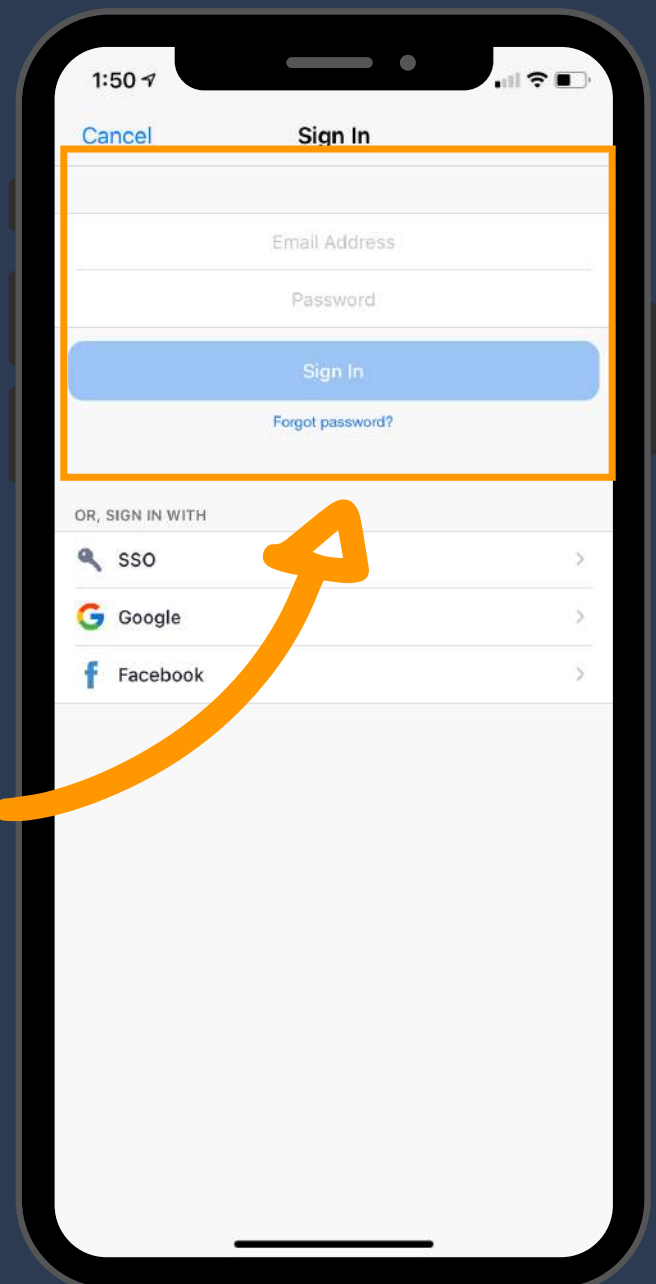 1:50
Cancel Sign In
Email Address
Password
Sign In
Forgot password?
OR, SIGN IN WITH
SSO
Google
Facebook